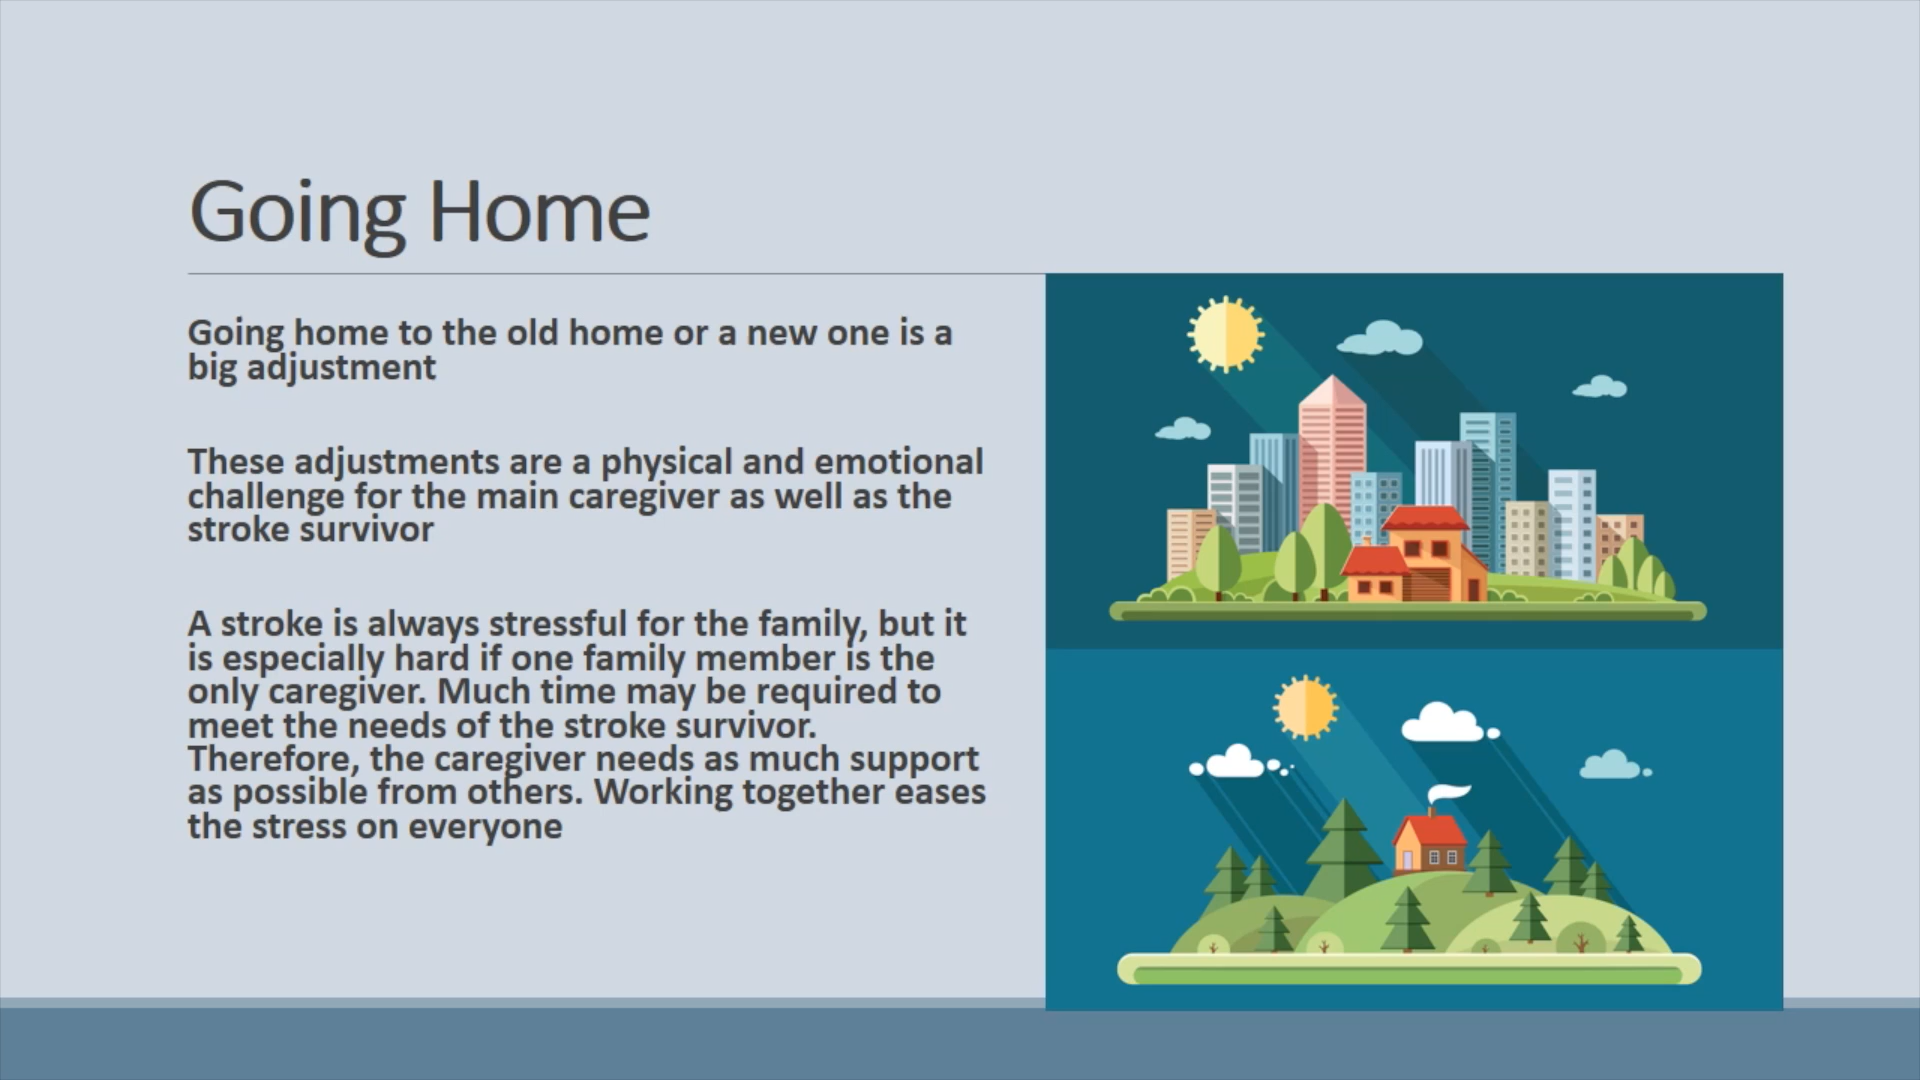 Going Home
Going home to the old home or a new one is a
big adjustment
These adjustments are a physical and emotional
challenge for the main caregiver as well as the
stroke survivor
A stroke is always stressful for the family, but it
is especially hard if one family member is the
only caregiver. Much time may be required to
meet the needs of the stroke survivor.
Therefore, the caregiver needs as much support
as possible from others. Working together eases
the stress on everyone